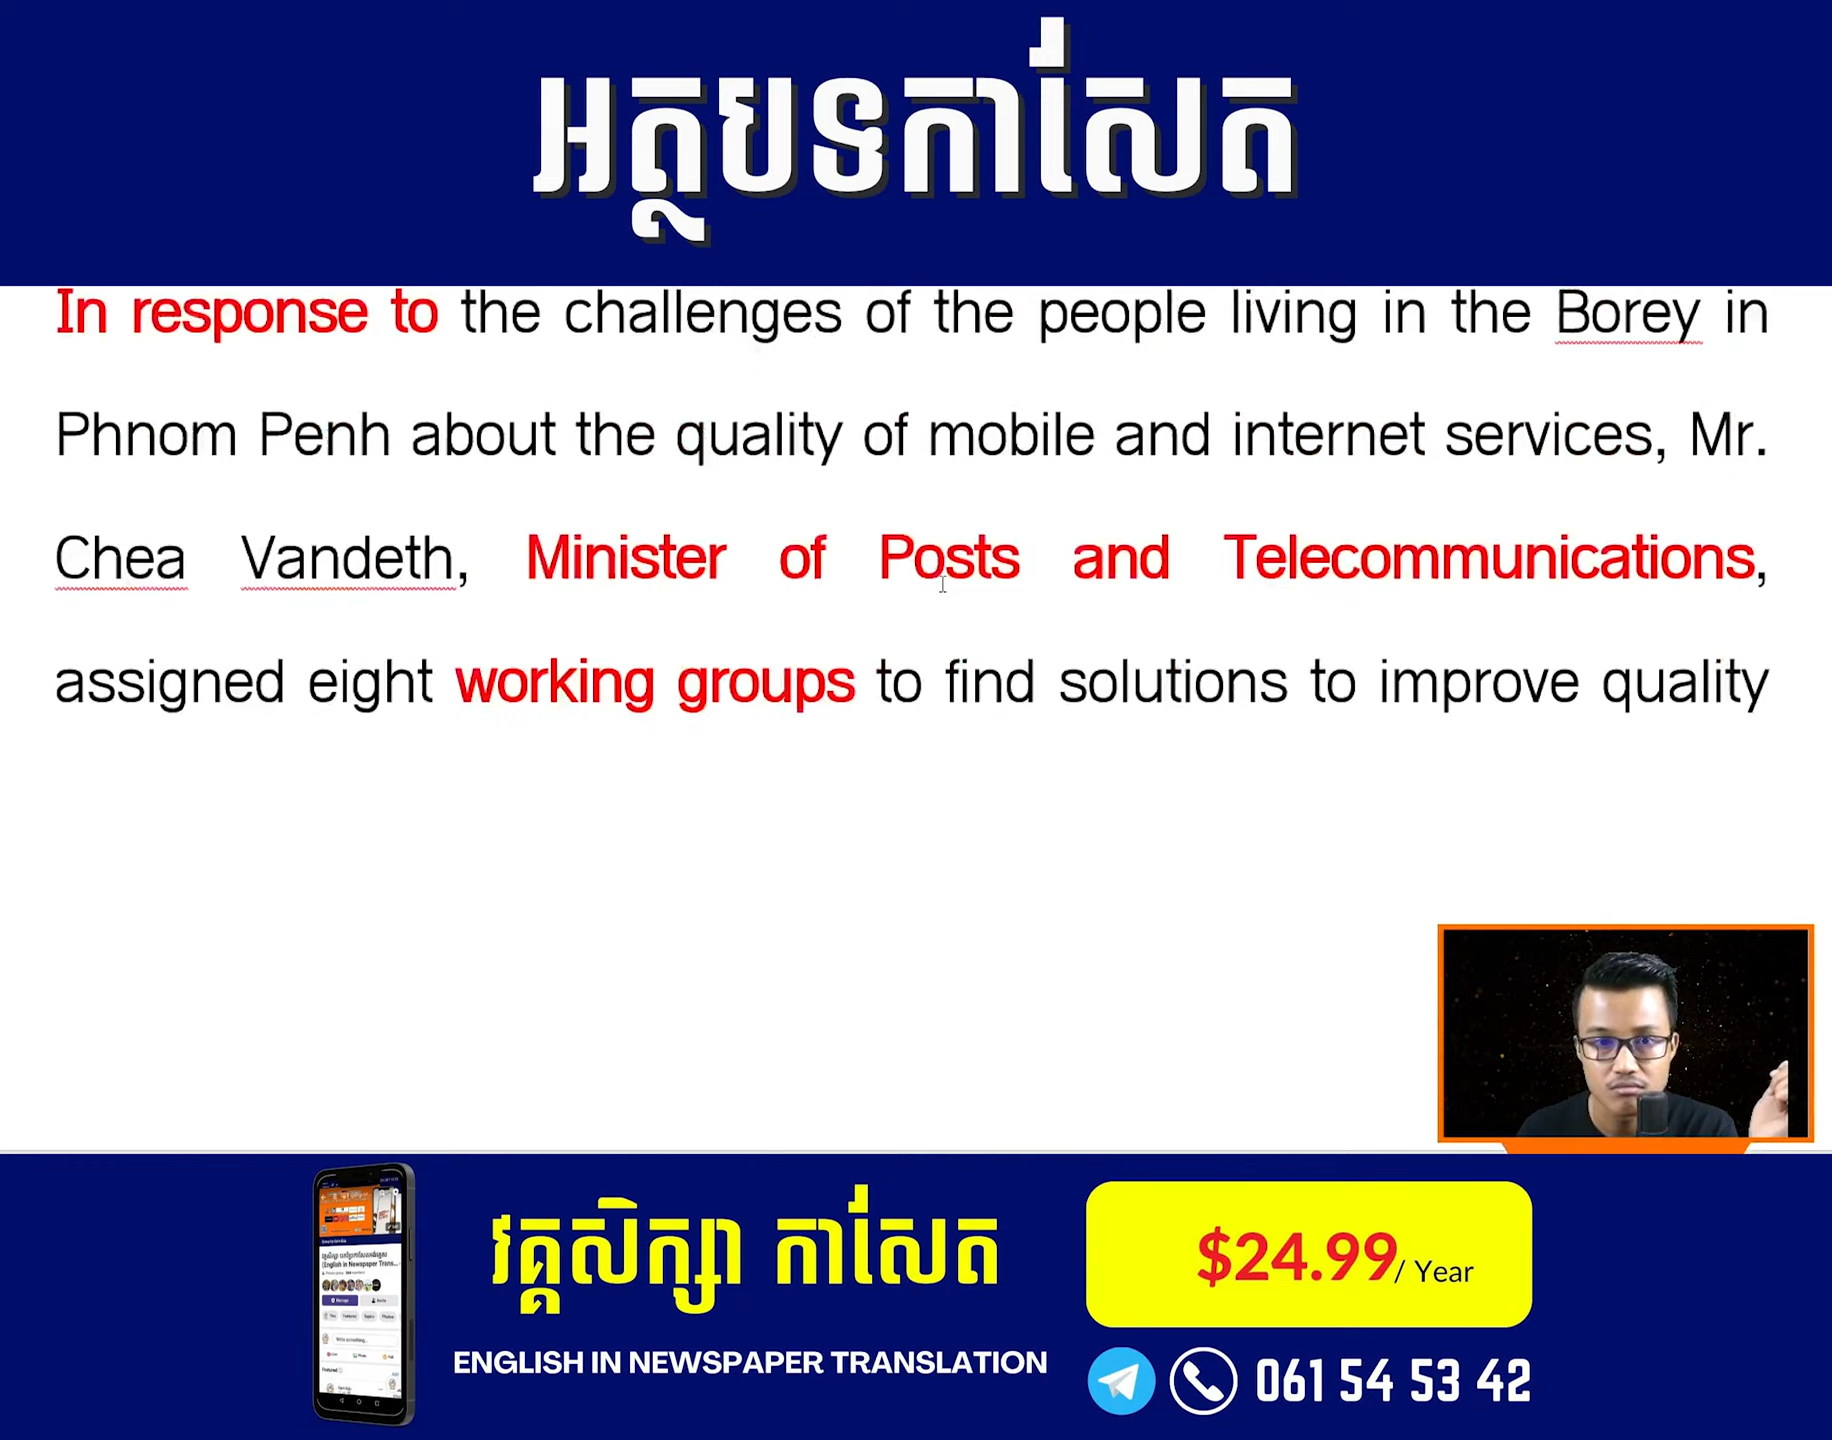 អត្ថបទកាសែត
In response to the challenges of the people living in the Borey in
Phnom Penh about the quality of mobile and internet services, Mr.
Chea Vandeth, Minister of Posts and Telecommunications,
assigned eight working groups to find solutions to improve quality
វគ្គសិក្សា កាសែត
ENGLISH IN NEWSPAPER TRANSLATION
$24.99/ Year
061 54 53 42